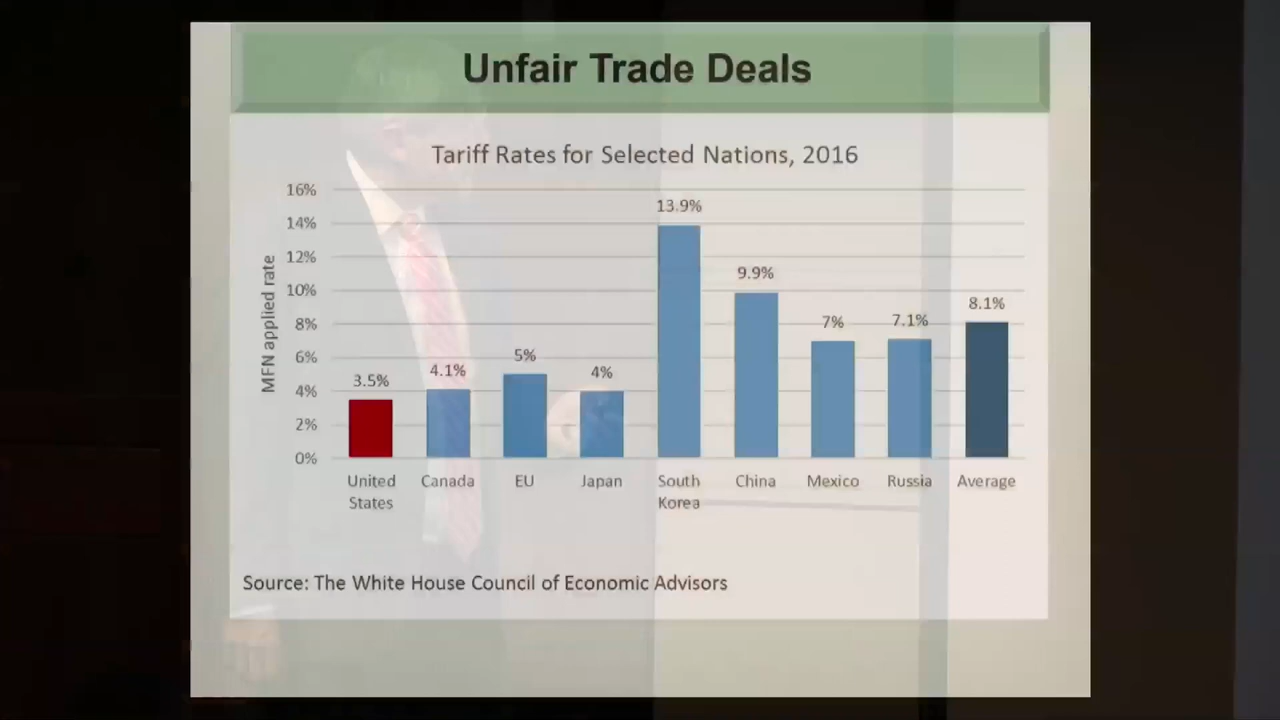 Unfair Trade Deals
Tariff Rates for Selected Nations, 2016
MFN applied rate
16%
14%
12%
10%
8%
6%
4%
2%
0%
3.5%
4.1%
5%
4%
13.9%
9.9%
7%
7.1%
8.1%
United
States
Canada
EU
Japan
South
Korea
China
Mexico
Russia
Average
Source: The White House Council of Economic Advisors